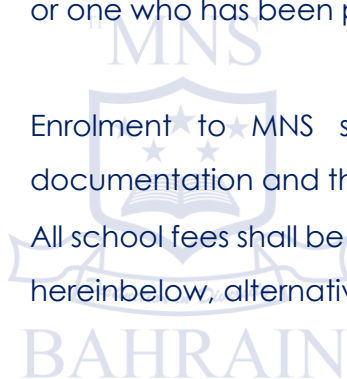 or one who has been p
MNS
Enrolment to MNS s
documentation and th
All school fees shall be
hereinbelow, alternativ
BAHRAIN